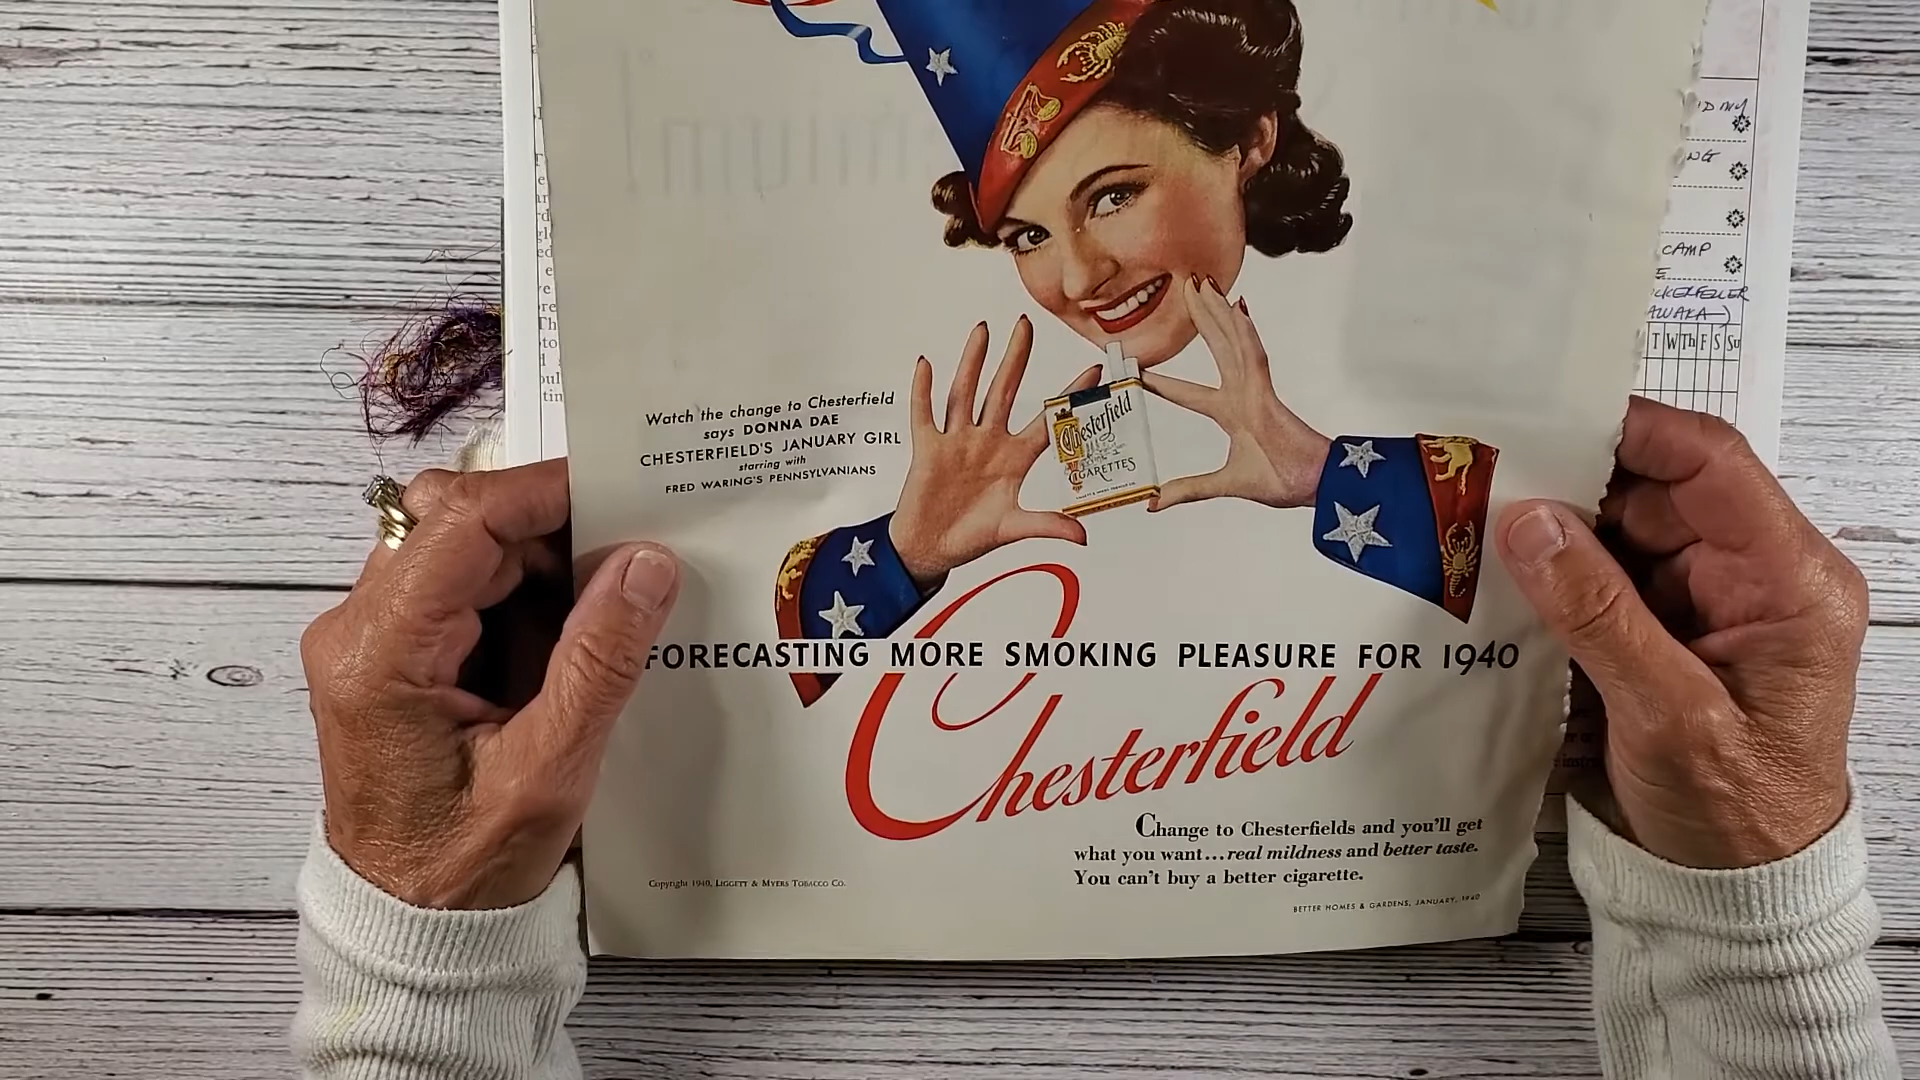 Watch the change to Chesterfield
says DONNA DAE
CHESTERFIELD'S JANUARY GIRL
starring with
FRED WARING'S PENNSYLVANIANS
Chesterfield
CIGARETTES
FORECASTING MORE SMOKING PLEASURE FOR 1940
Chesterfield
Change to Chesterfields and you'll get
what you want...real mildness and better taste.
You can't buy a better cigarette.
Copyright 1940, LIGGETT & MYERS TOBACCO CO.
BETTER HOMES & GARDENS, JANUARY, 1940
CAMP
T W Th F S Su